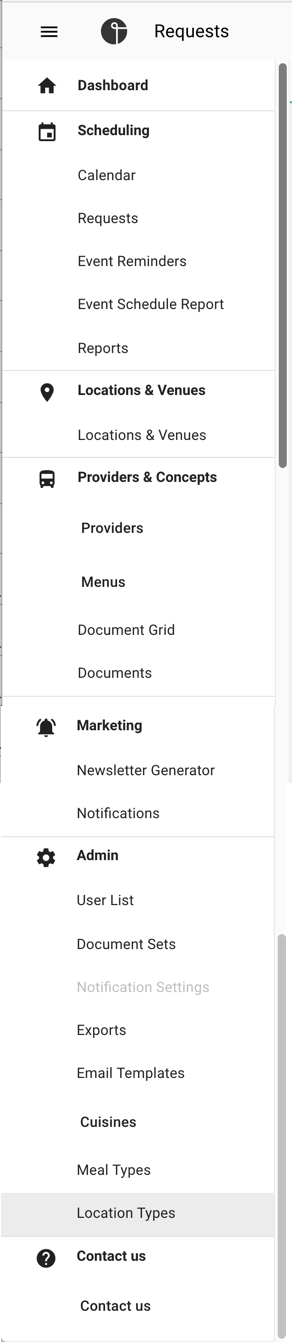 Requests
Dashboard
Scheduling
Calendar
Requests
Event Reminders
Event Schedule Report
Reports
Locations & Venues
Locations & Venues
Providers & Concepts
Providers
Menus
Document Grid
Documents
Marketing
Newsletter Generator
Notifications
Admin
User List
Document Sets
Notification Settings
Exports
Email Templates
Cuisines
Meal Types
Location Types
Contact us
Contact us